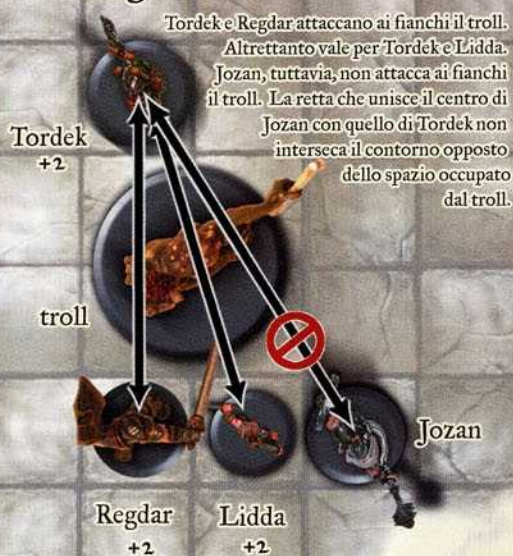 Tordek e Regdar attaccano ai fianchi il troll.
Altrettanto vale per Tordek e Lidda.
Jozan, tuttavia, non attacca ai fianchi
il troll. La retta che unisce il centro di
Jozan con quello di Tordek non
interseca il contorno opposto
dello spazio occupato
dal troll.
Tordek
+2
troll
Jozan
Regdar
+2
Lidda
+2